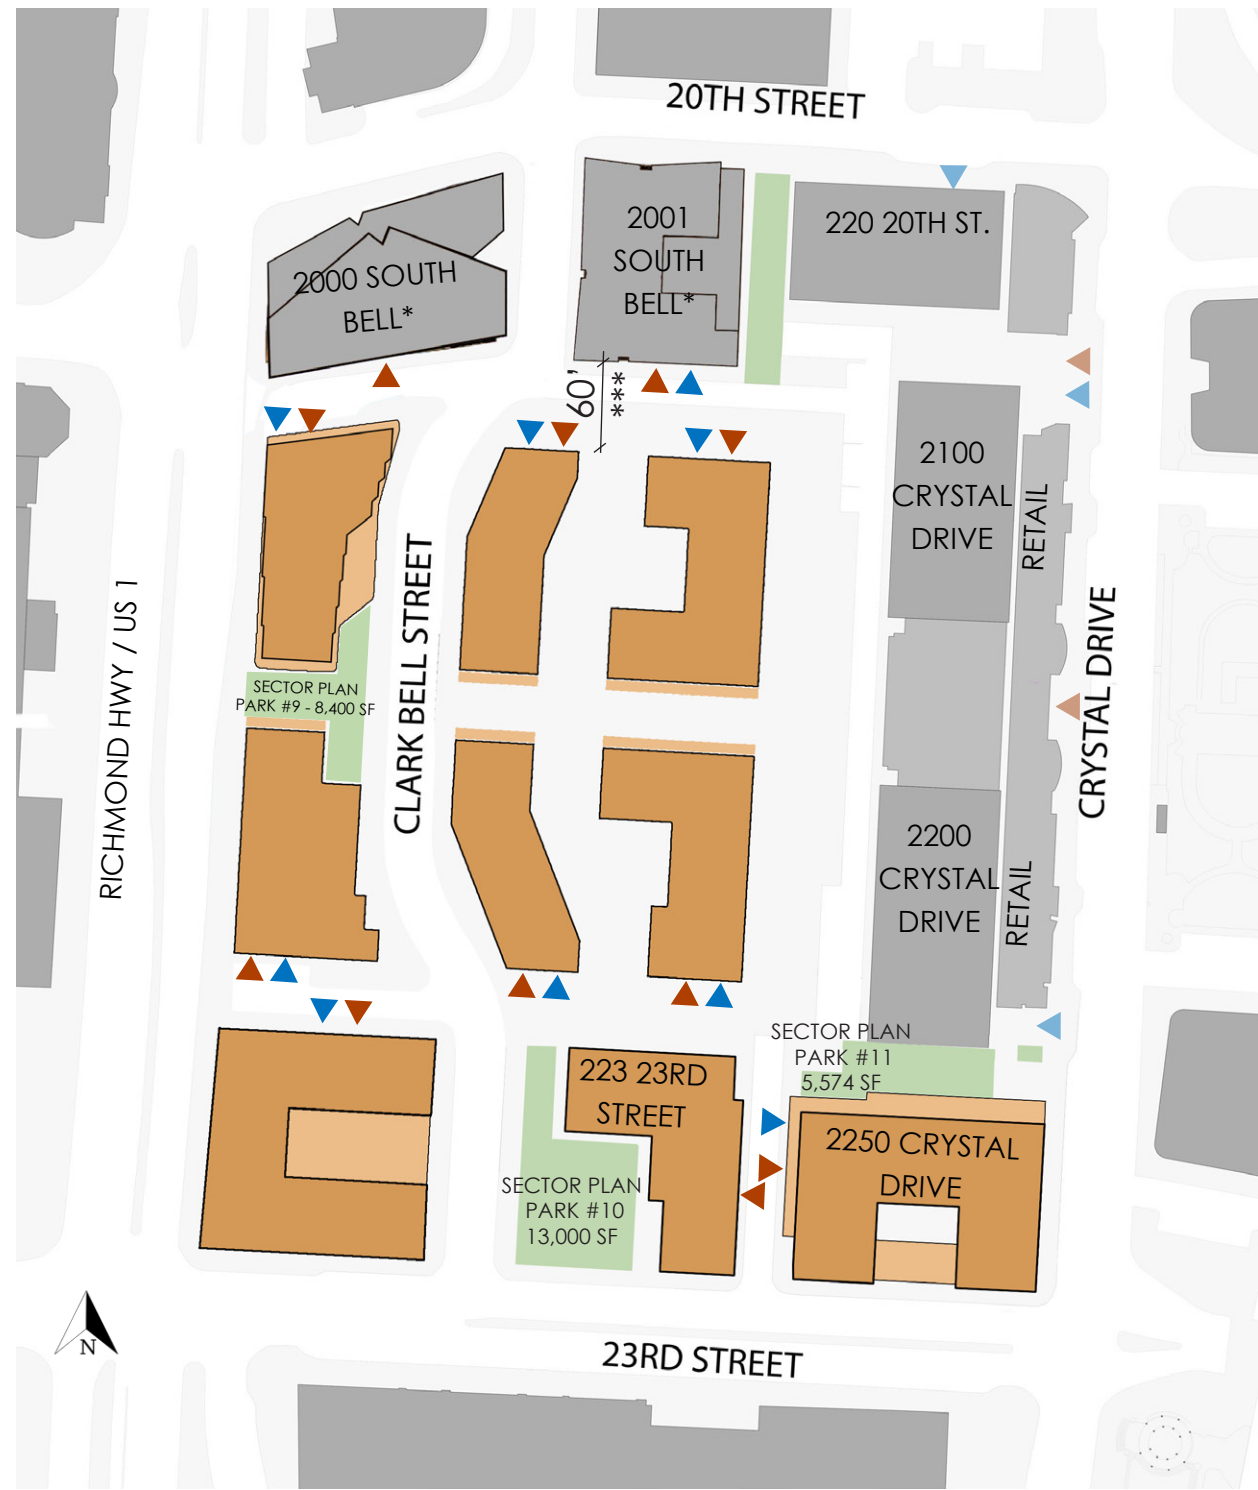 20TH STREET
2001
SOUTH
BELL*
220 20TH ST.
2000 SOUTH
BELL*
60'
***
2100
CRYSTAL
DRIVE
RETAIL
RICHMOND HWY / US 1
CLARK BELL STREET
CRYSTAL DRIVE
SECTOR PLAN
PARK #9 - 8,400 SF
2200
CRYSTAL
DRIVE
RETAIL
SECTOR PLAN
PARK #11
5,574 SF
223 23RD
STREET
2250 CRYSTAL
DRIVE
SECTOR PLAN
PARK #10
13,000 SF
N
23RD STREET